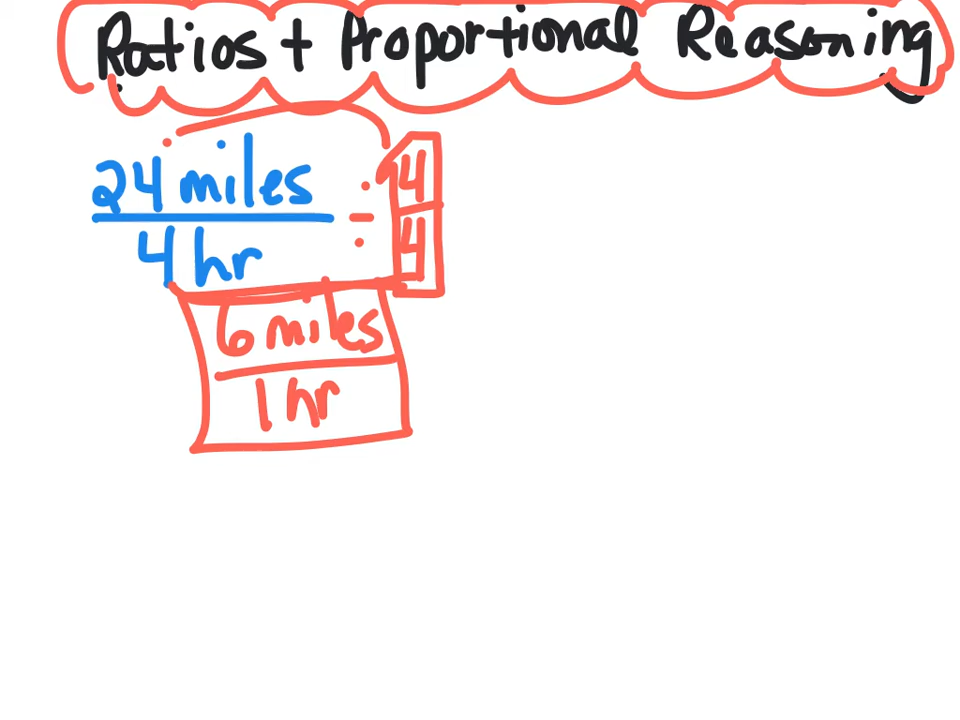 Ratios + Proportional Reasoning
24 miles ÷ 4
4 hr 4
6 miles
1 hr